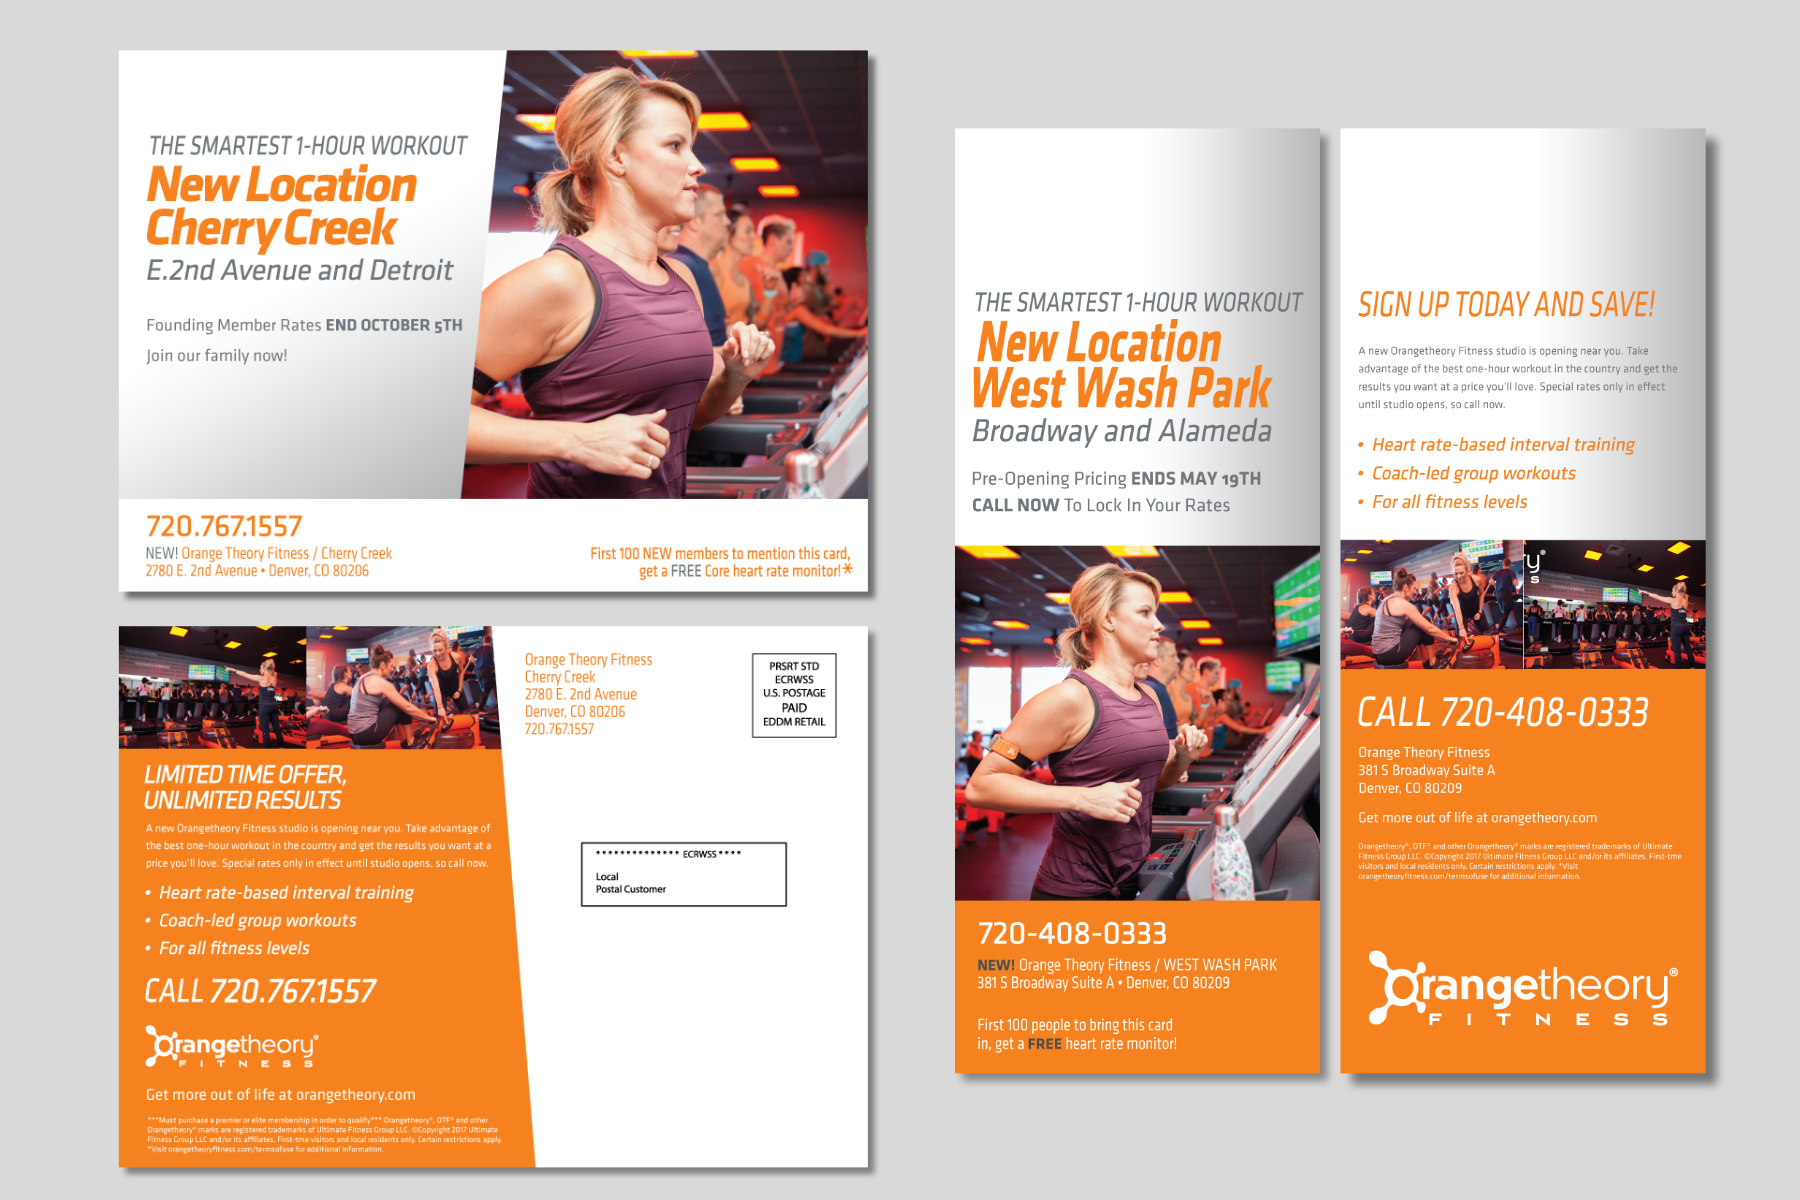 THE SMARTEST 1-HOUR WORKOUT
New Location
Cherry Creek
E.2nd Avenue and Detroit
Founding Member Rates END OCTOBER 5TH
Join our family now!
720.767.1557
NEW! Orange Theory Fitness / Cherry Creek
2780 E. 2nd Avenue • Denver, CO 80206
First 100 NEW members to mention this card,
get a FREE Core heart rate monitor!*
LIMITED TIME OFFER,
UNLIMITED RESULTS
A new Orangetheory Fitness studio is opening near you. Take advantage of
the best one-hour workout in the country and get the results you want at a
price you'll love. Special rates only in effect until studio opens, so call now.
• Heart rate-based interval training
• Coach-led group workouts
• For all fitness levels
CALL 720.767.1557
Orangetheory®
FITNESS
Get more out of life at orangetheory.com
***Must purchase a premier or elite membership in order to qualify*** Orangetheory®, OTF® and other
Orangetheory® marks are registered trademarks of Ultimate Fitness Group LLC. ©Copyright 2017 Ultimate
Fitness Group LLC and/or its affiliates. First-tme visitors and local residents only. Certain restrictions apply.
*Visit orangetheoryfitness.com/termsofuse for additional information.
Orange Theory Fitness
Cherry Creek
2780 E. 2nd Avenue
Denver, CO 80206
720.767.1557
PRSRT STD
ECRWSS
U.S. POSTAGE
PAID
EDDM RETAIL
************** ECRWSS ****
Local
Postal Customer
THE SMARTEST 1-HOUR WORKOUT
New Location
West Wash Park
Broadway and Alameda
Pre-Opening Pricing ENDS MAY 19TH
CALL NOW To Lock In Your Rates
720-408-0333
NEW! Orange Theory Fitness / WEST WASH PARK
381 S Broadway Suite A • Denver, CO 80209
First 100 people to bring this card
in, get a FREE heart rate monitor!
SIGN UP TODAY AND SAVE!
A new Orangetheory Fitness studio is opening near you. Take
advantage of the best one-hour workout in the country and get the
results you want at a price you'll love. Special rates only in effect
until studio opens, so call now.
• Heart rate-based interval training
• Coach-led group workouts
• For all fitness levels
y®
s
CALL 720-408-0333
Orange Theory Fitness
381 S Broadway Suite A
Denver, CO 80209
Get more out of life at orangetheory.com
Orangetheory®, OTF® and other Orangetheory® marks are registered trademarks of Ultimate
Fitness Group LLC. ©Copyright 2017 Ultimate Fitness Group LLC and/or its affiliates. First-tme
visitors and local residents only. Certain restrictions apply. *Visit
orangetheoryfitness.com/termsofuse for additional information.
Orangetheory®
FITNESS